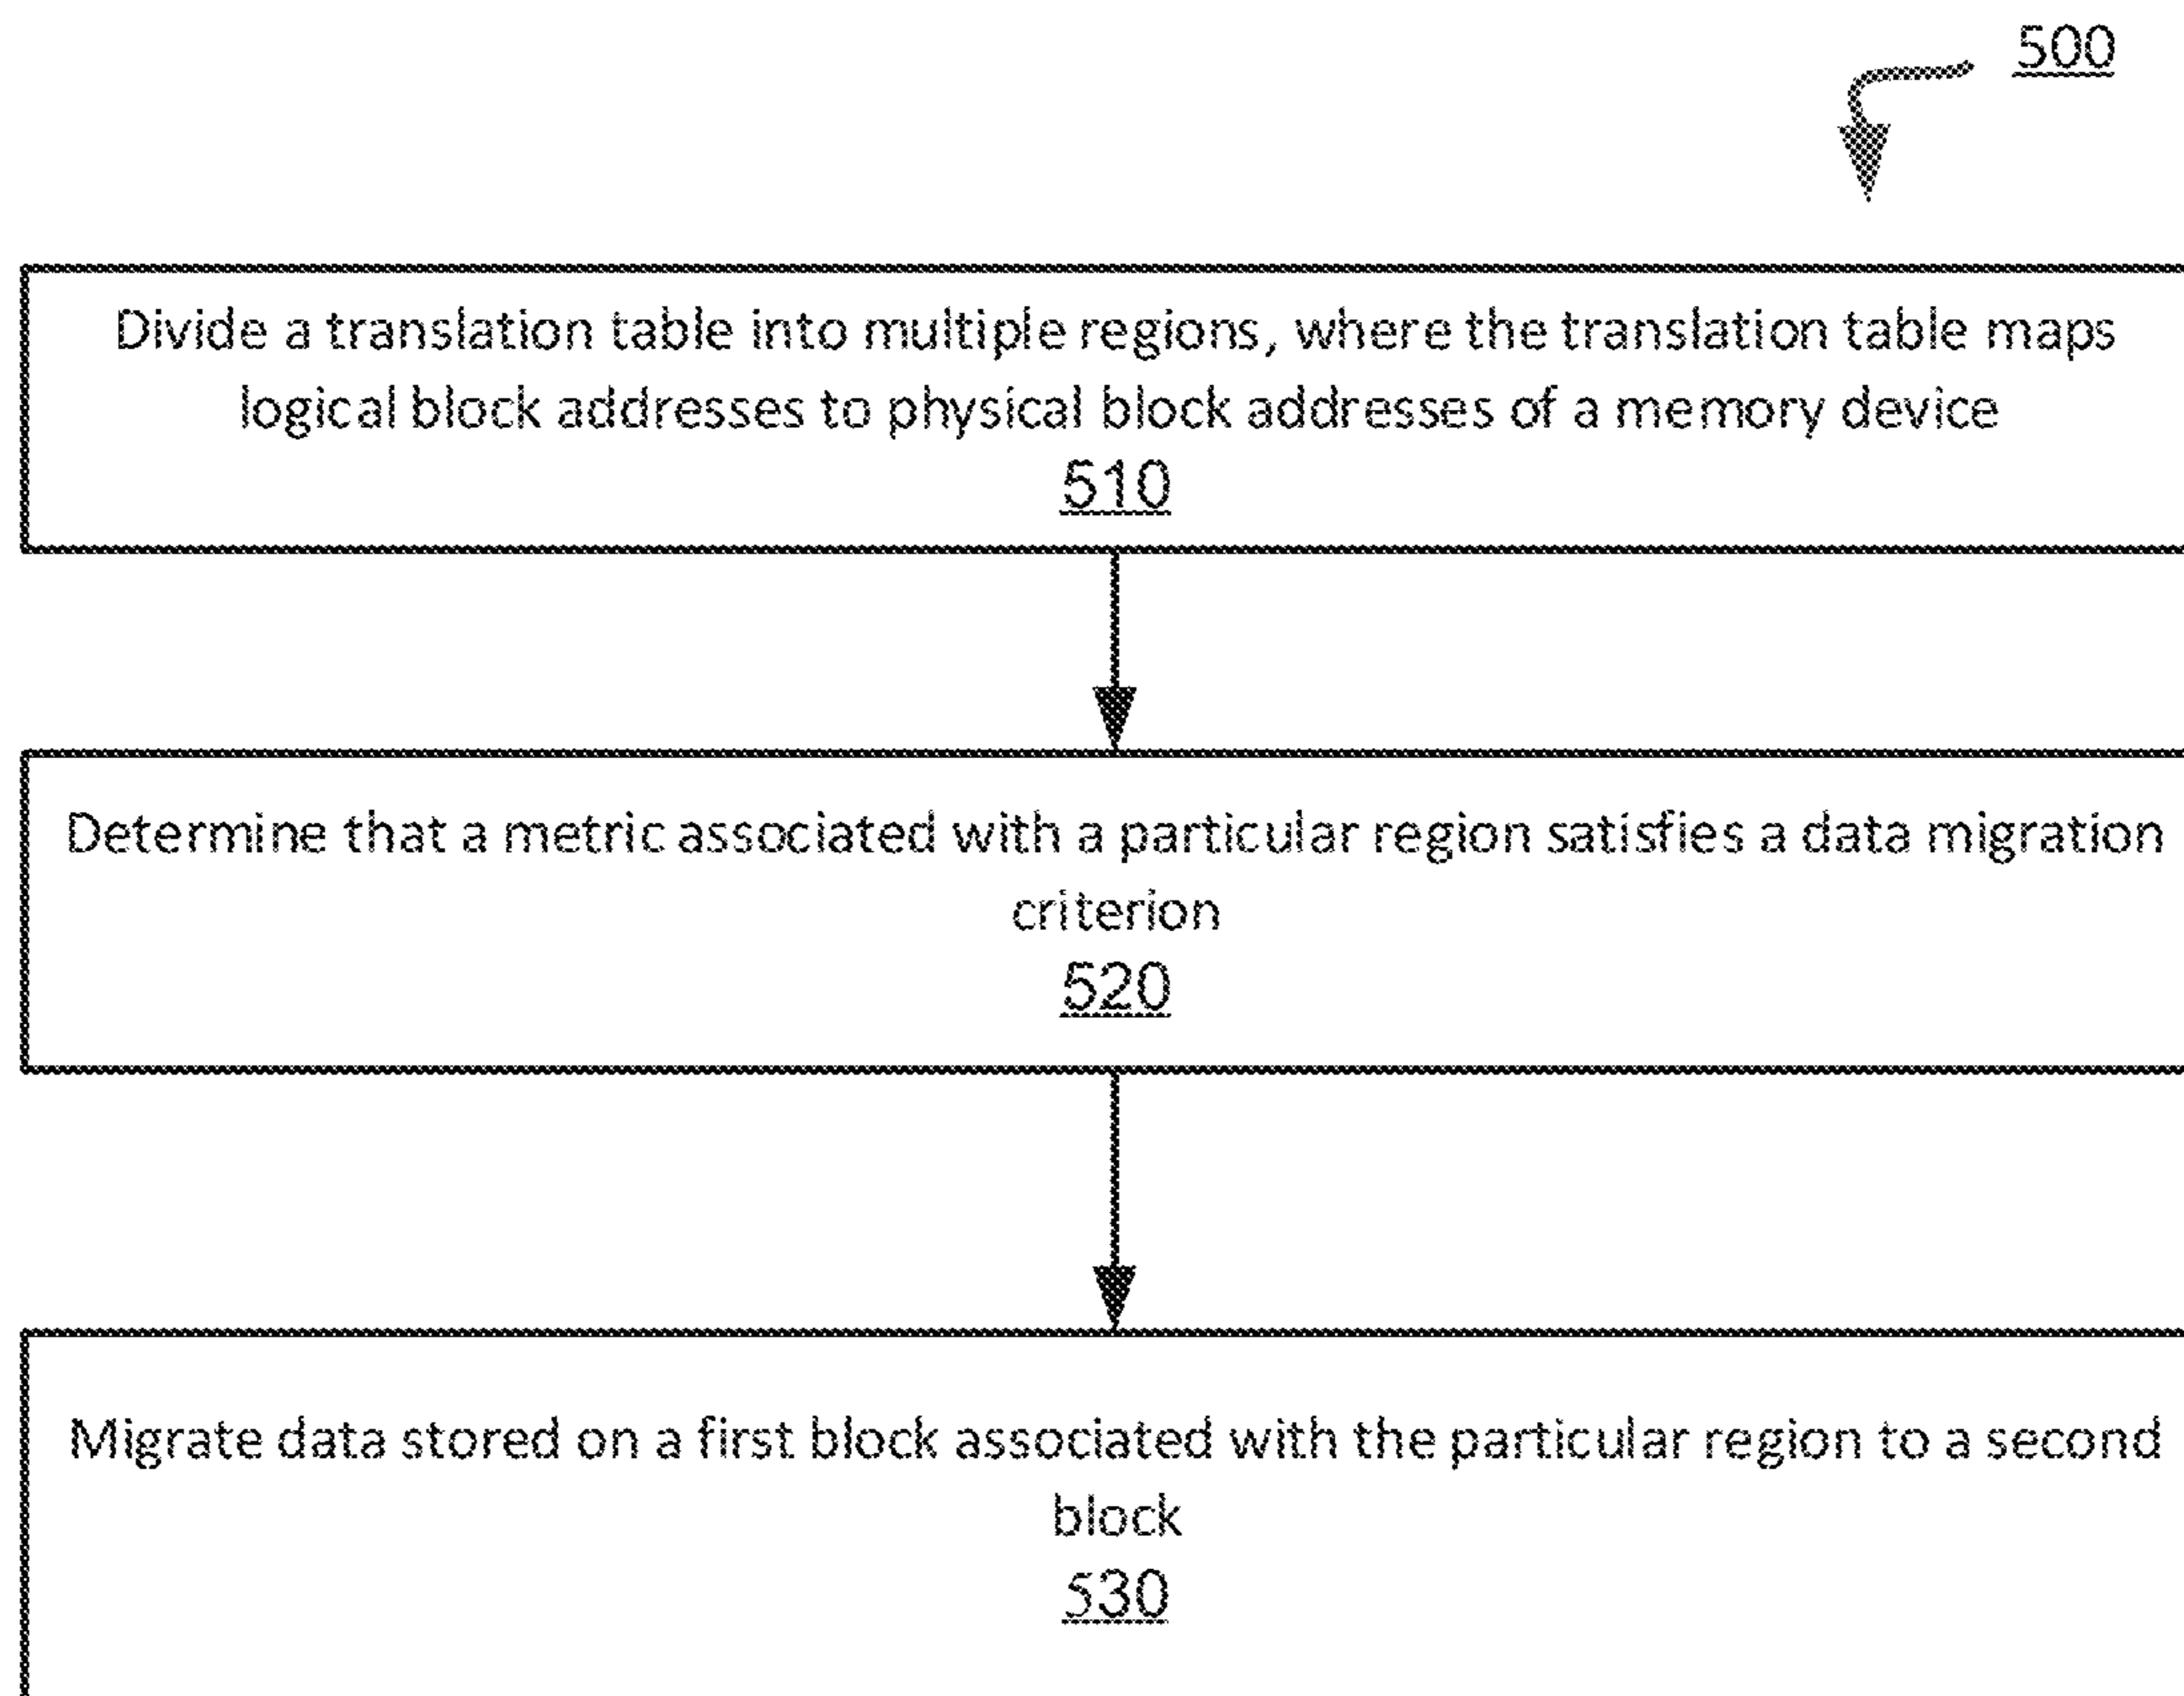 500
Divide a translation table into multiple regions, where the translation table maps
logical block addresses to physical block addresses of a memory device
510
Determine that a metric associated with a particular region satisfies a data migration
criterion
520
Migrate data stored on a first block associated with the particular region to a second
block
530